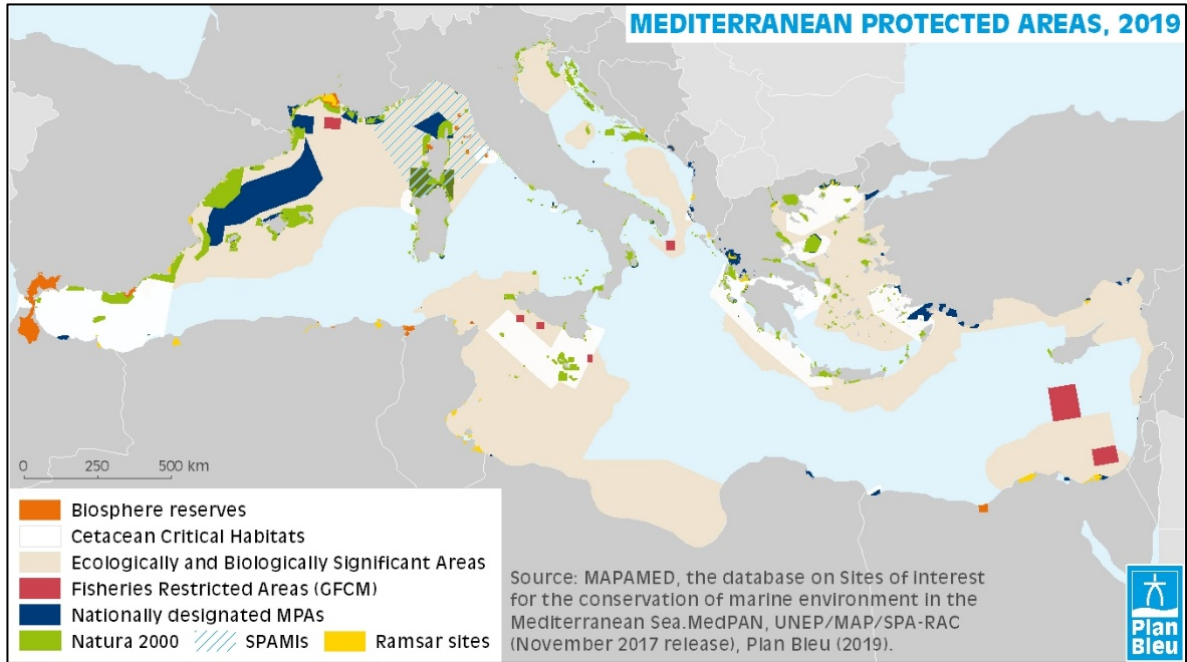 MEDITERRANEAN PROTECTED AREAS, 2019
0 250 500 km
Biosphere reserves
Cetacean Critical Habitats
Ecologically and Biologically Significant Areas
Fisheries Restricted Areas (GFCM)
Nationally designated MPAs
Natura 2000 SPAMIs Ramsar sites
Source: MAPAMED, the database on Sites of interest
for the conservation of marine environment in the
Mediterranean Sea.MedPAN, UNEP/MAP/SPA-RAC
(November 2017 release), Plan Bleu (2019).
Plan
Bleu